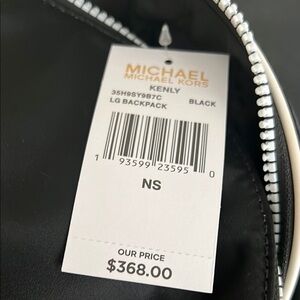 MICHAEL
MICHAEL KORS
KENLY
35H9SY9B7C BLACK
LG BACKPACK
1 93599 23595 0
NS
OUR PRICE
$368.00